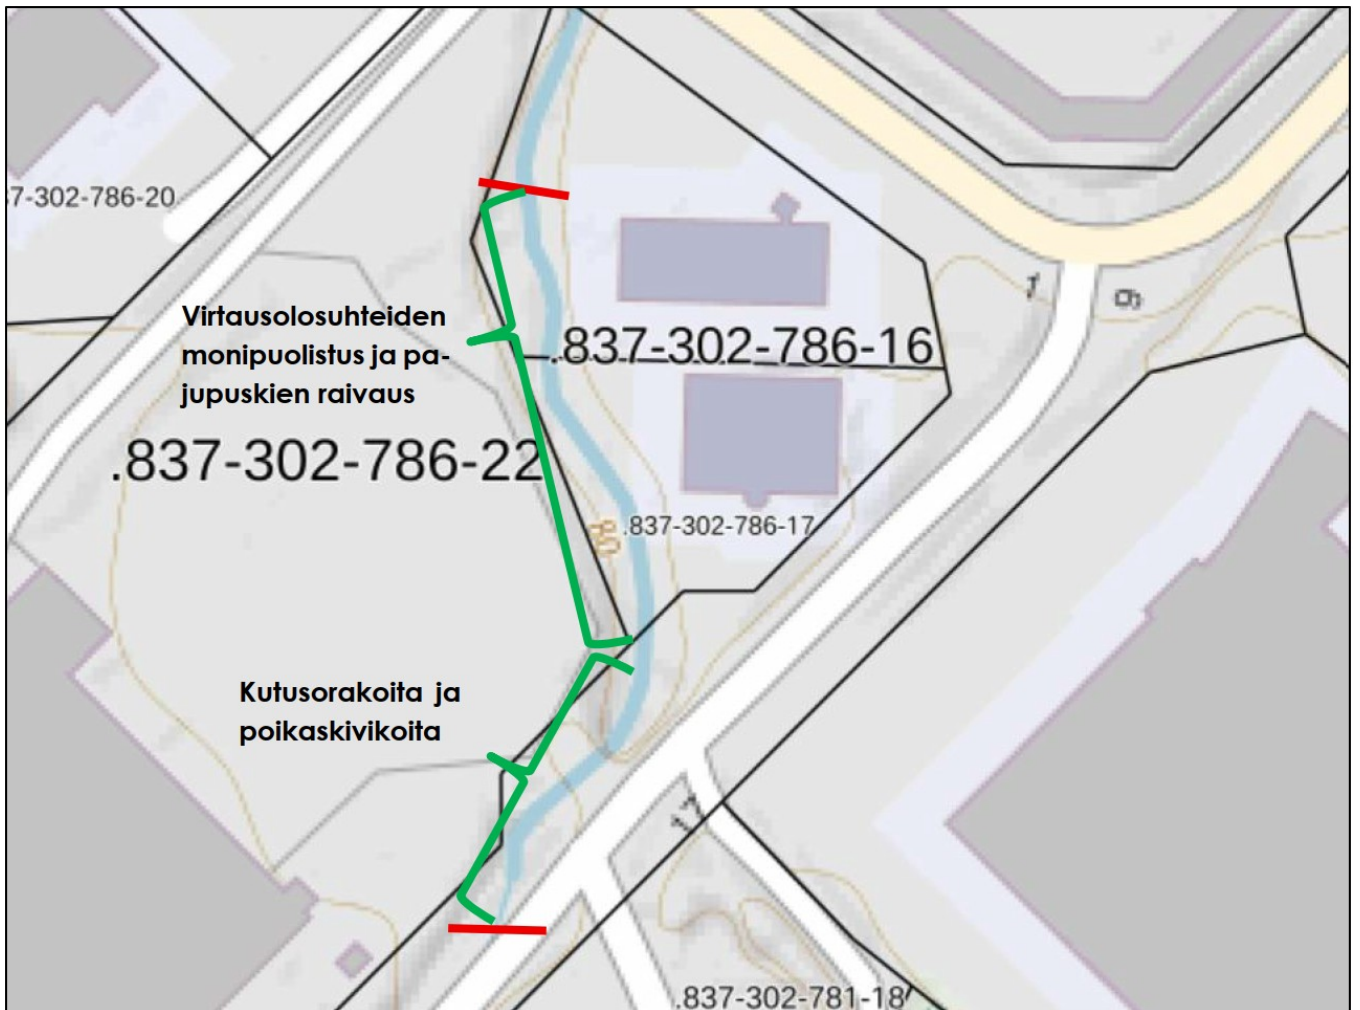 7-302-786-20
Virtausolosuhteiden
monipuolistus ja pa-
jupuskien raivaus
.837-302-786-16
.837-302-786-22
.837-302-786-17
Kutusorakoita ja
poikaskivikoita
.837-302-781-18